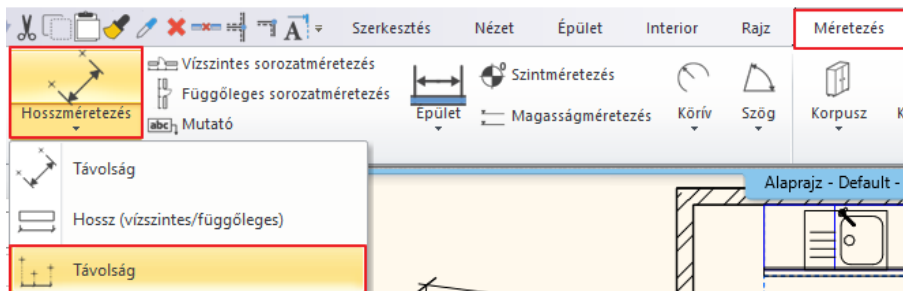 Szerkesztés Nézet Épület Interior Rajz Méretezés
Hosszméretezés
Vízszintes sorozatméretezés
Függőleges sorozatméretezés
abc Mutató
Épület
Szintméretezés
Magasságméretezés
Körív
Szög
Korpusz
Távolság
Hossz (vízszintes/függőleges)
Távolság
Alaprajz - Default -